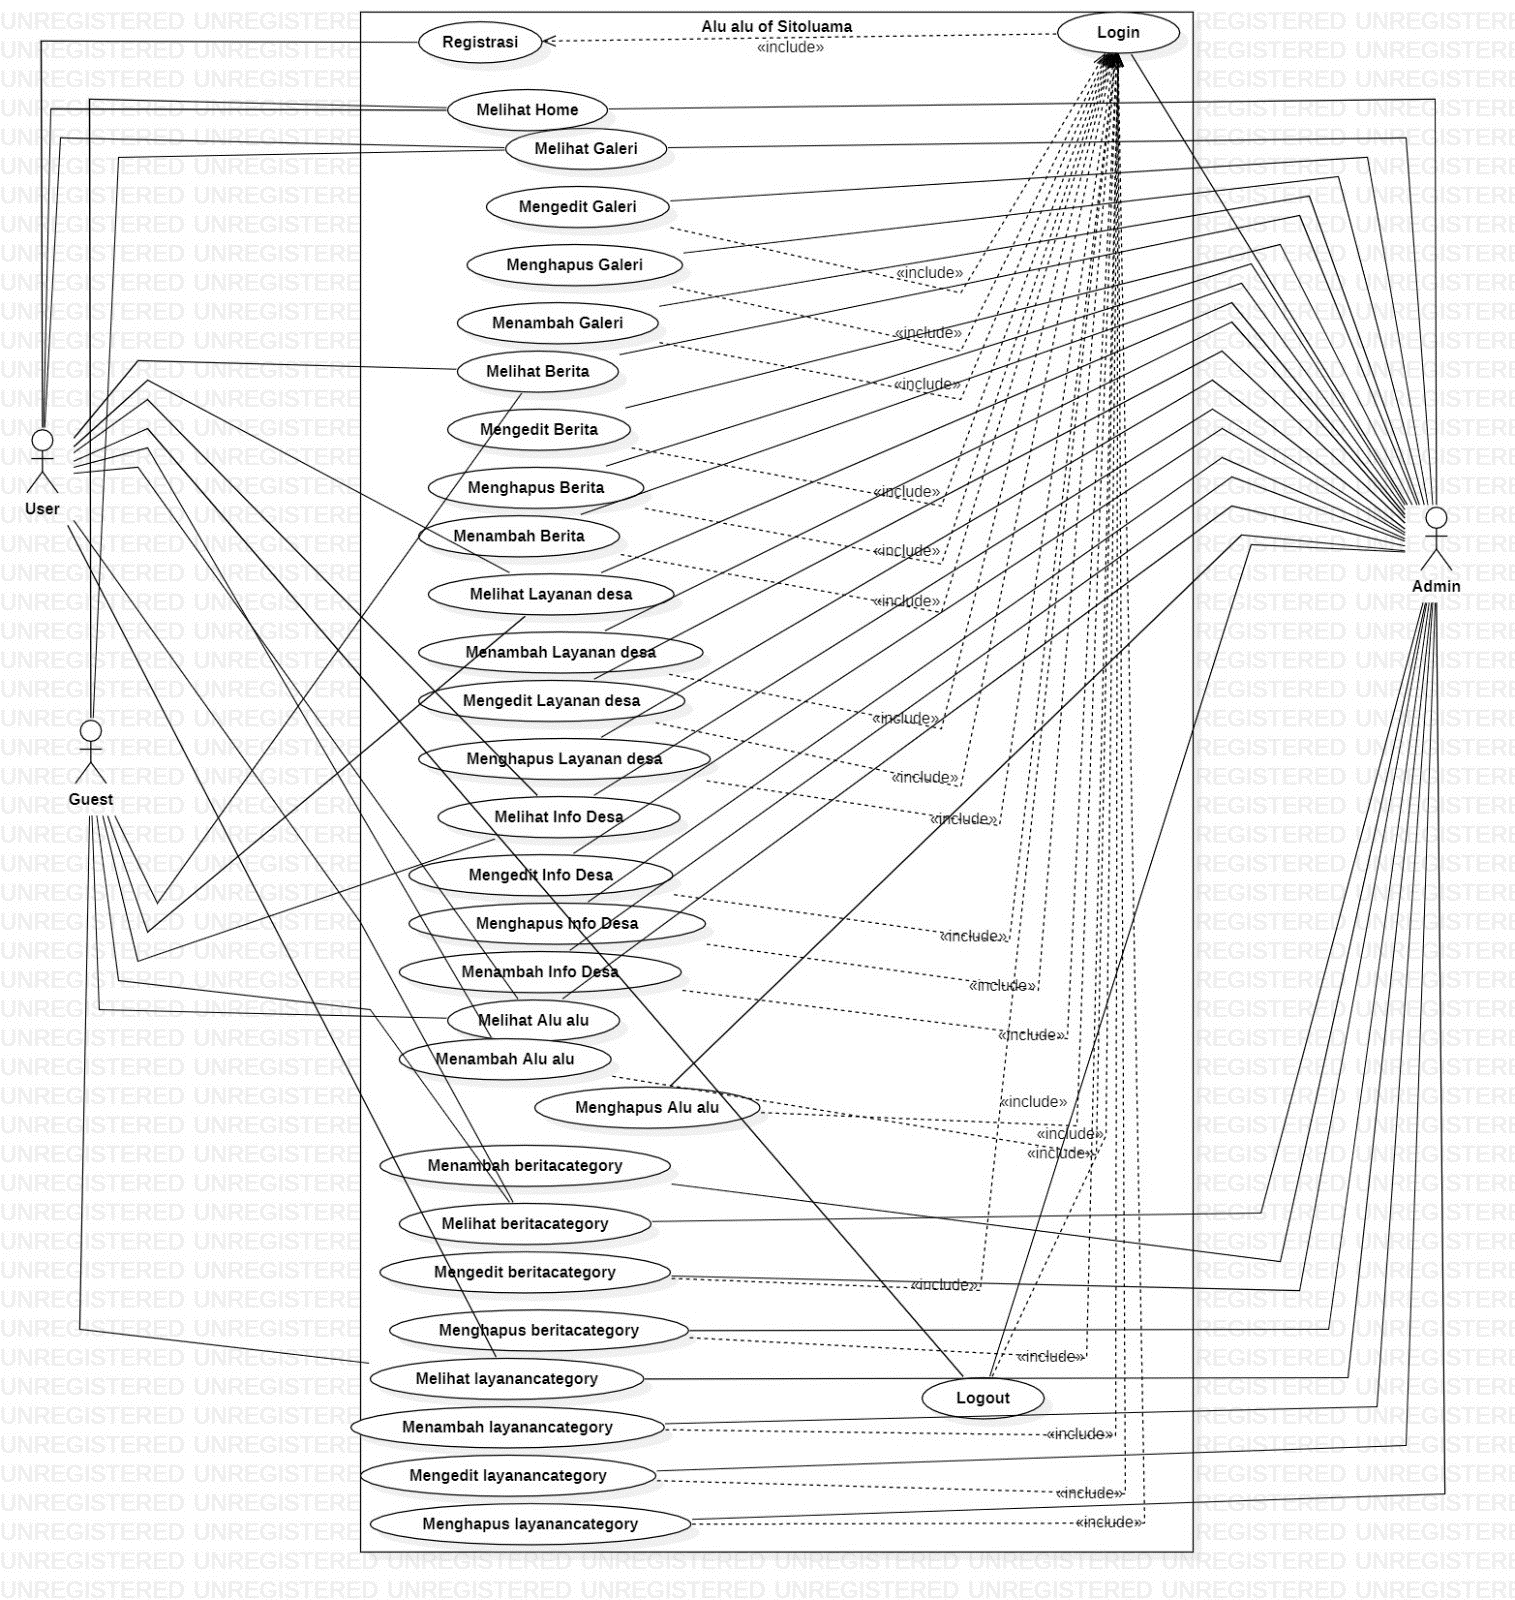 Alu alu of Sitoluama
Login
Registrasi
«include»
Melihat Home
Melihat Galeri
Mengedit Galeri
Menghapus Galeri
«include»
Menambah Galeri
«include»
Melihat Berita
«include»
Mengedit Berita
User
Menghapus Berita
«include»
Admin
Menambah Berita
«include»
Melihat Layanan desa
«include»
Menambah Layanan desa
Mengedit Layanan desa
«include»
Menghapus Layanan desa
«include»
Guest
Melihat Info Desa
«include»
Mengedit Info Desa
Menghapus Info Desa
«include»
Menambah Info Desa
«include»
Melihat Alu alu
«include»
Menambah Alu alu
Menghapus Alu alu
«include»
«include»
«include»
Menambah beritacategory
Melihat beritacategory
Mengedit beritacategory
«include»
Menghapus beritacategory
«include»
Melihat layanancategory
Logout
Menambah layanancategory
«include»
Mengedit layanancategory
«include»
Menghapus layanancategory
«include»
UNREGISTERED